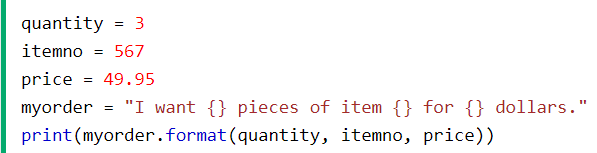 quantity = 3
itemno = 567
price = 49.95
myorder = "I want {} pieces of item {} for {} dollars."
print(myorder.format(quantity, itemno, price))